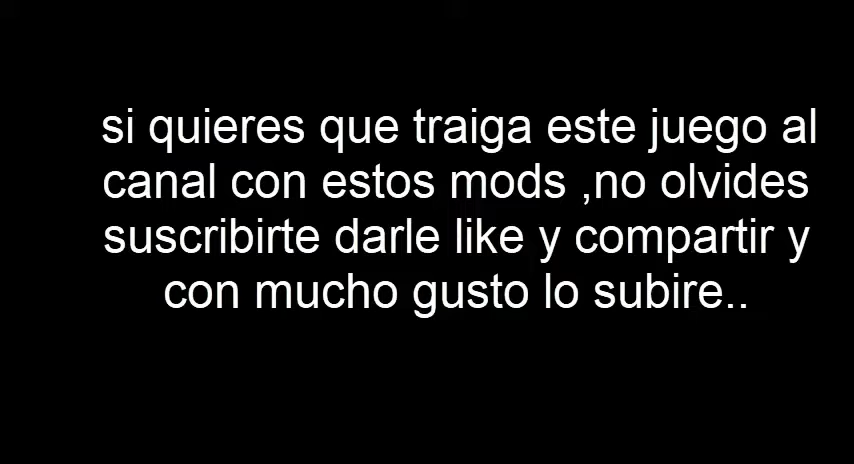 si quieres que traiga este juego al
canal con estos mods ,no olvides
suscribirte darle like y compartir y
con mucho gusto lo subire..